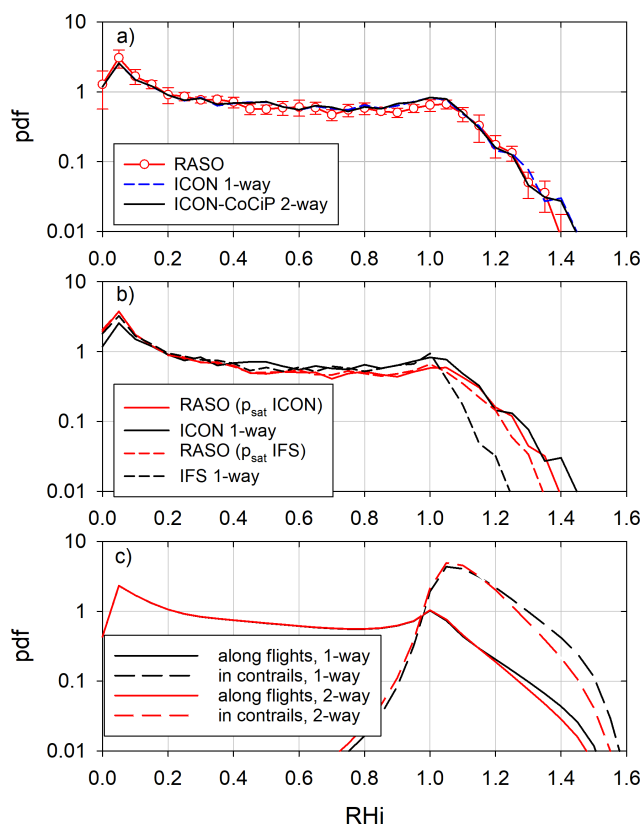 a)
10
1
0.1
0.01
pdf
RASO
ICON 1-way
ICON-CoCiP 2-way
0.0 0.2 0.4 0.6 0.8 1.0 1.2 1.4 1.6
b)
10
1
0.1
0.01
pdf
RASO (psat ICON)
ICON 1-way
RASO (psat IFS)
IFS 1-way
0.0 0.2 0.4 0.6 0.8 1.0 1.2 1.4 1.6
c)
10
1
0.1
0.01
pdf
along flights, 1-way
in contrails, 1-way
along flights, 2-way
in contrails, 2-way
0.0 0.2 0.4 0.6 0.8 1.0 1.2 1.4 1.6
RHi